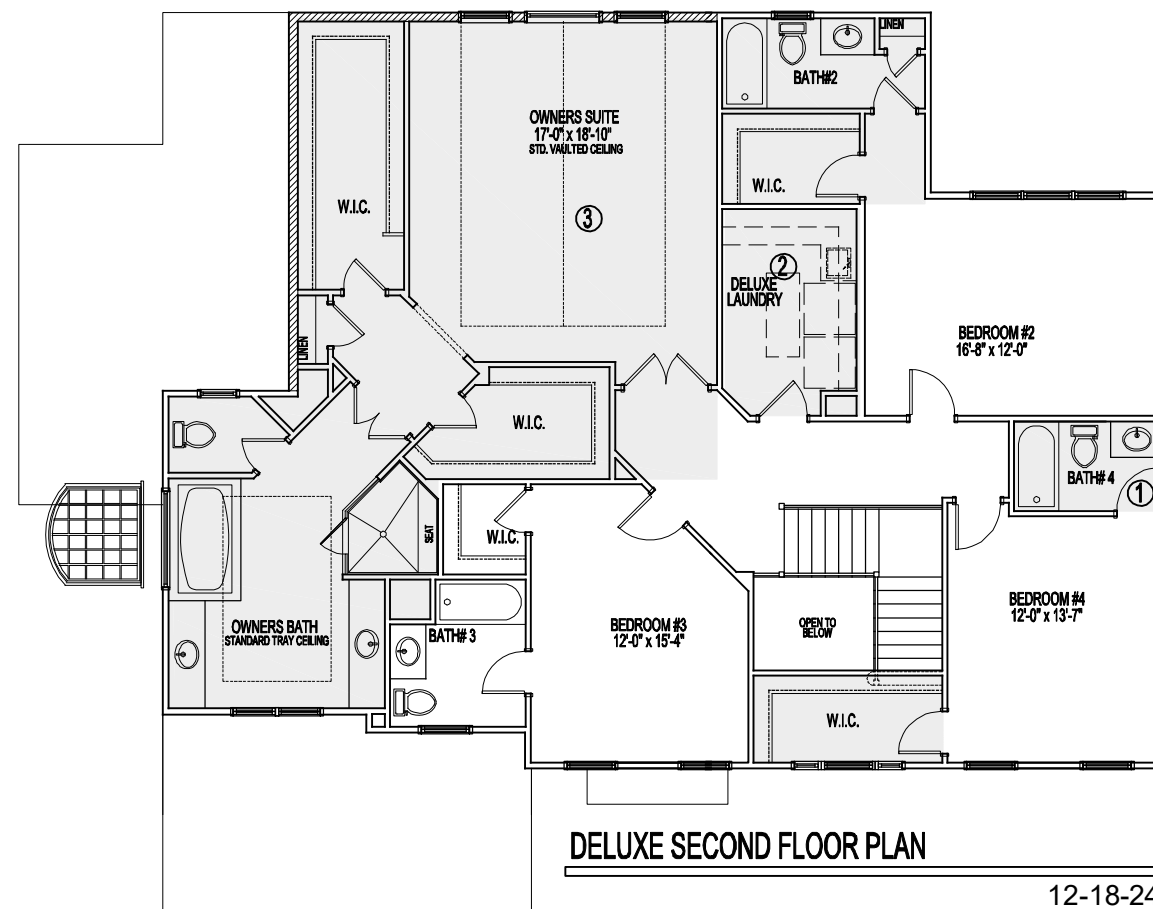 LINEN
BATH#2
OWNERS SUITE
17'-0" x 18'-10"
STD. VAULTED CEILING
W.I.C.
W.I.C.
3
2
DELUXE
LAUNDRY
BEDROOM #2
16'-8" x 12'-0"
LINEN
W.I.C.
BATH# 4
1
SEAT
W.I.C.
BEDROOM #4
12'-0" x 13'-7"
OWNERS BATH
STANDARD TRAY CEILING
BATH# 3
BEDROOM #3
12'-0" x 15'-4"
OPEN TO
BELOW
W.I.C.
DELUXE SECOND FLOOR PLAN
12-18-24